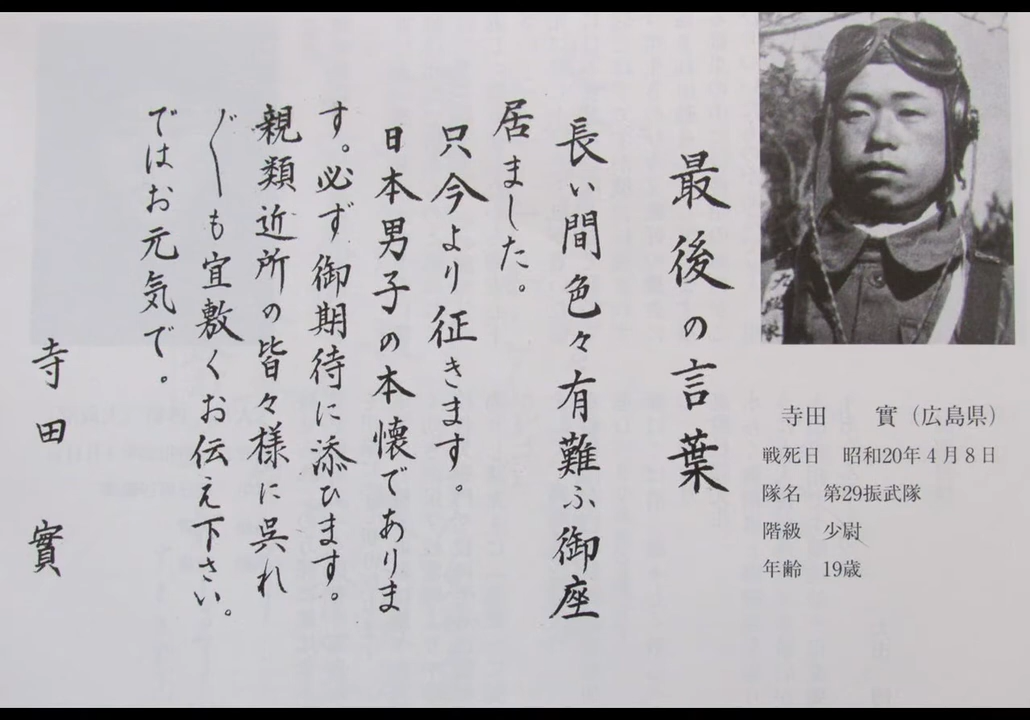 最後の言葉
長い間色々有難ふ御座
居ました。
只今より征きます。
日本男子の本懐でありま
す。必ず御期待に添ひます。
親類近所の皆々様に呉れ
〴〵も宜敷くお伝え下さい。
ではお元気で。
寺田 實
寺田 實（広島県）
戦死日 昭和20年4月8日
隊名 第29振武隊
階級 少尉
年齢 19歳